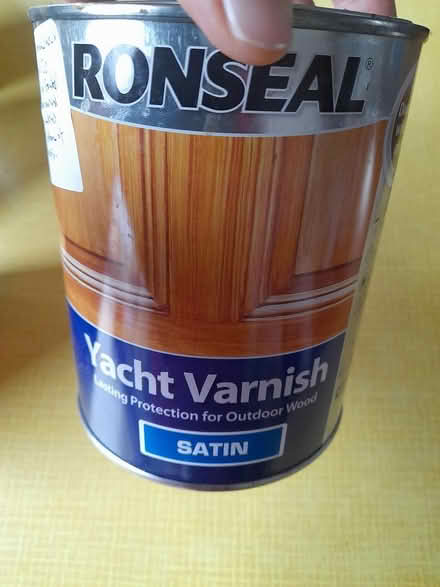 RONSEAL®
Yacht Varnish
Lasting Protection for Outdoor Wood
SATIN